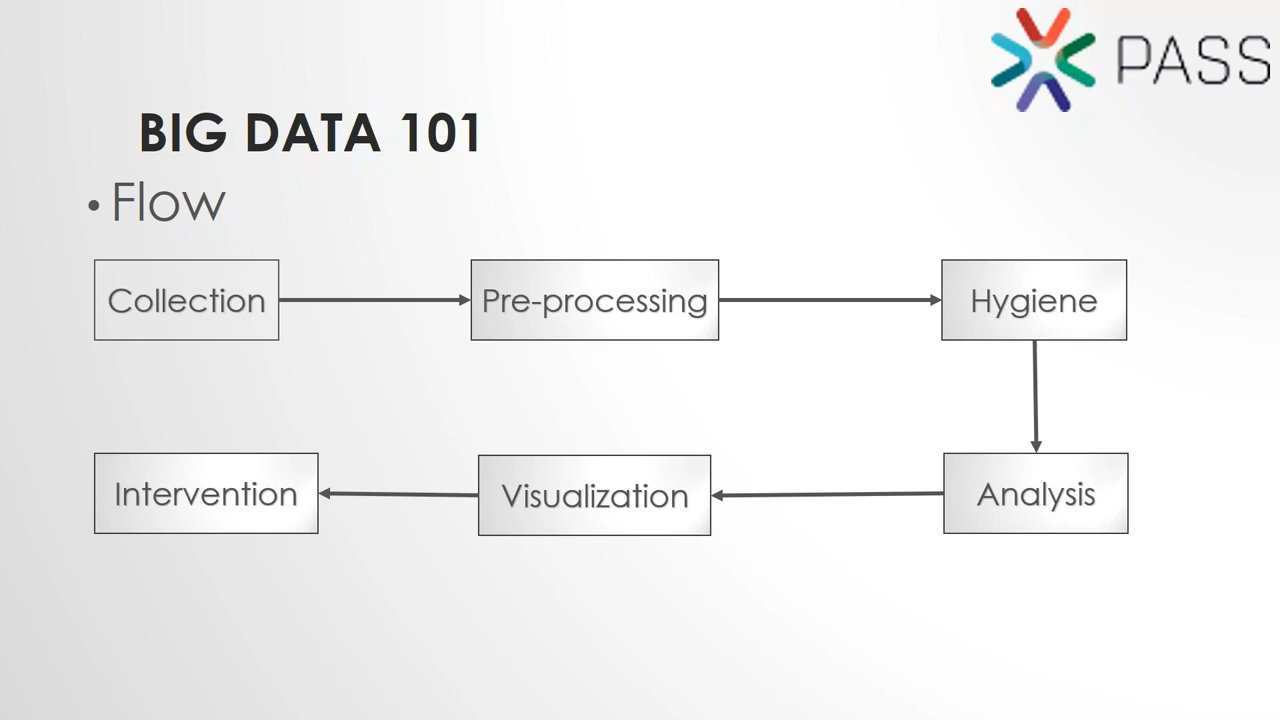 PASS
BIG DATA 101
• Flow
Collection
Pre-processing
Hygiene
Intervention
Visualization
Analysis